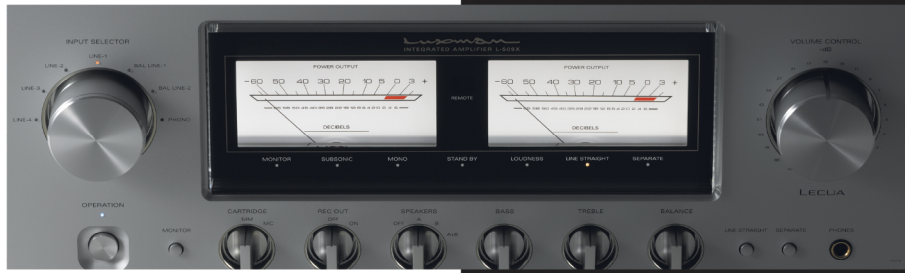 Luxman
INTEGRATED AMPLIFIER L-509X
INPUT SELECTOR
LINE-1
LINE-2
BAL LINE-1
LINE-3
BAL LINE-2
LINE-4
PHONO
POWER OUTPUT
-60 50 40 30 20 10 5 0 3 +
DECIBELS
REMOTE
POWER OUTPUT
-60 50 40 30 20 10 5 0 3 +
DECIBELS
VOLUME CONTROL
-dB
MONITOR SUBSONIC MONO STAND BY LOUDNESS LINE STRAIGHT SEPARATE
LECUA
OPERATION
MONITOR
CARTRIDGE
MM MC
REC OUT
OFF ON
SPEAKERS
OFF A B A+B
BASS
TREBLE
BALANCE
LINE STRAIGHT
SEPARATE
PHONES